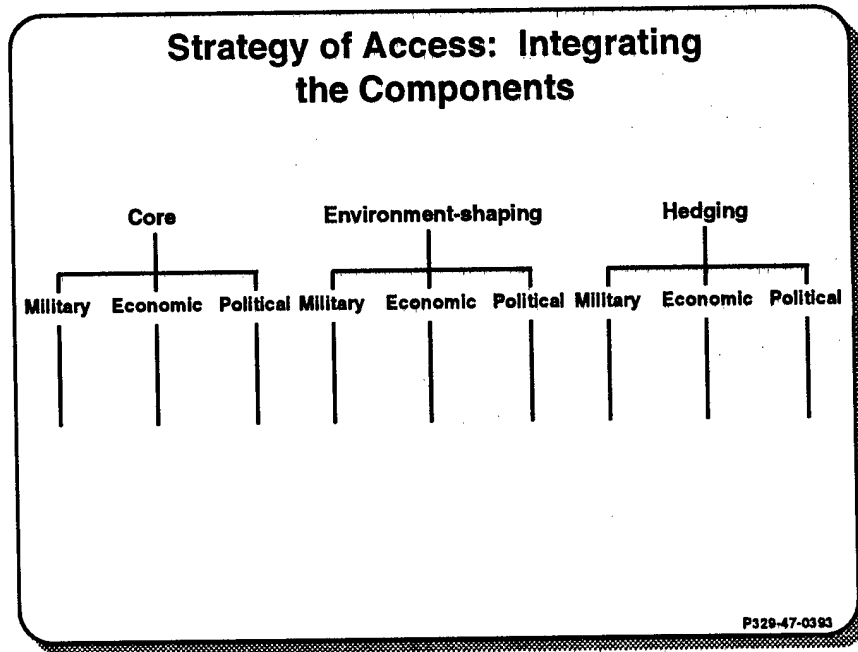 Strategy of Access: Integrating
the Components
Core Environment-shaping Hedging
Military Economic Political Military Economic Political Military Economic Political
P329-47-0393